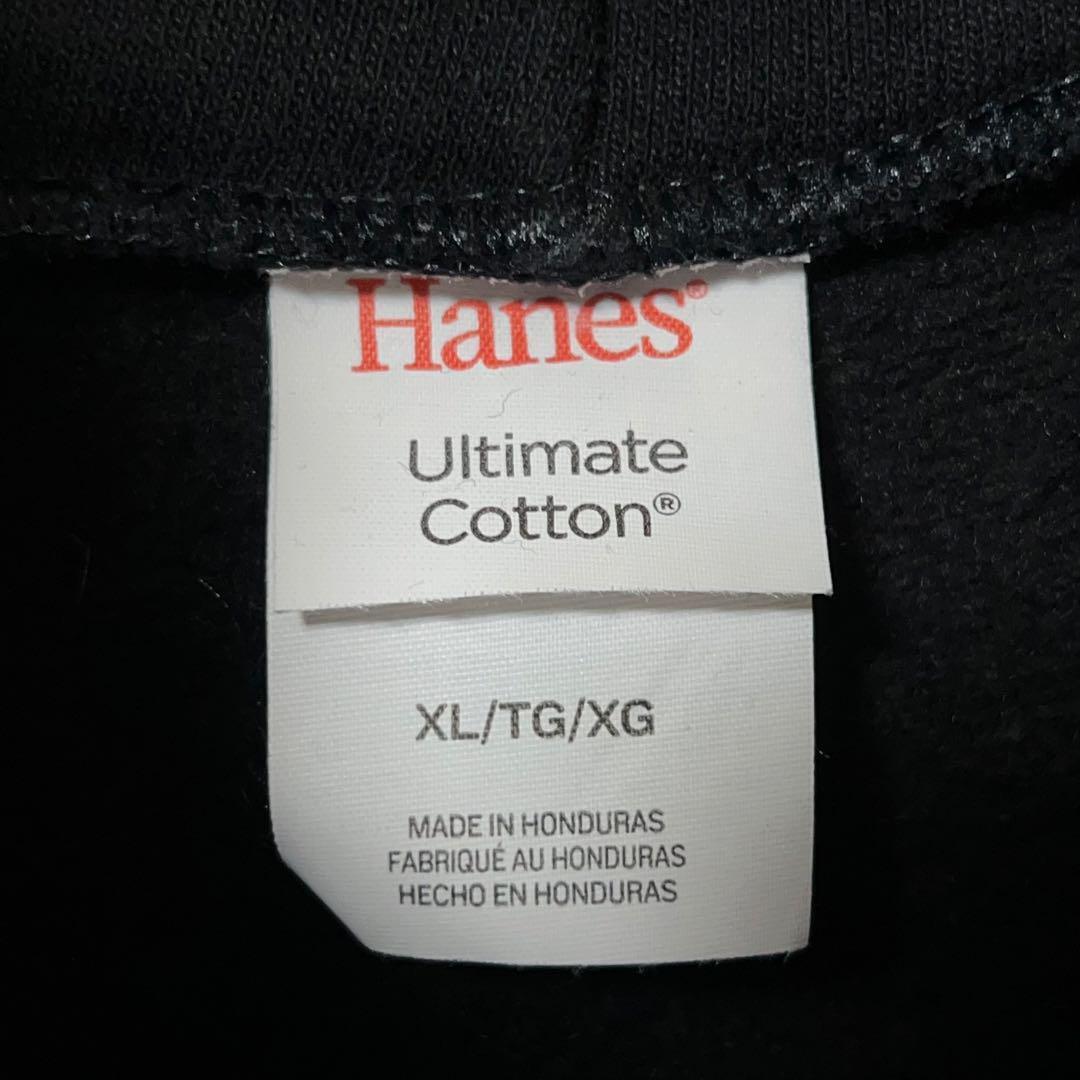 Hanes®
Ultimate
Cotton®
XL/TG/XG
MADE IN HONDURAS
FABRIQUÉ AU HONDURAS
HECHO EN HONDURAS